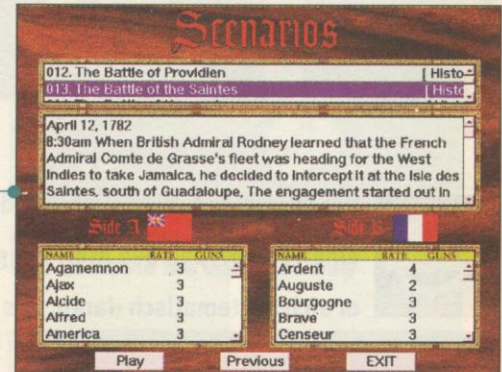 Scenarios
012. The Battle of Providien [ Histo
013. The Battle of the Saintes [ Histo
April 12, 1782
8:30am When British Admiral Rodney learned that the French
Admiral Comte de Grasse's fleet was heading for the West
Indies to take Jamaica, he decided to intercept it at the Isle des
Saintes, south of Guadaloupe, The engagement started out in
Side A
Side B
NAME RATE GUNS
Agamemnon 3
Ajax 3
Alcide 3
Alfred 3
America 3
NAME RATE GUNS
Ardent 4
Auguste 2
Bourgogne 3
Brave 3
Censeur 3
Play Previous EXIT